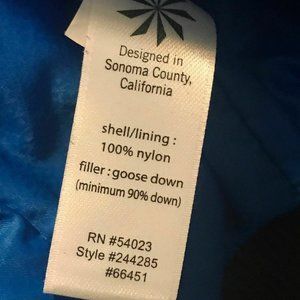 Designed in
Sonoma County,
California
shell/lining :
100% nylon
filler : goose down
(minimum 90% down)
RN #54023
Style #244285
#66451